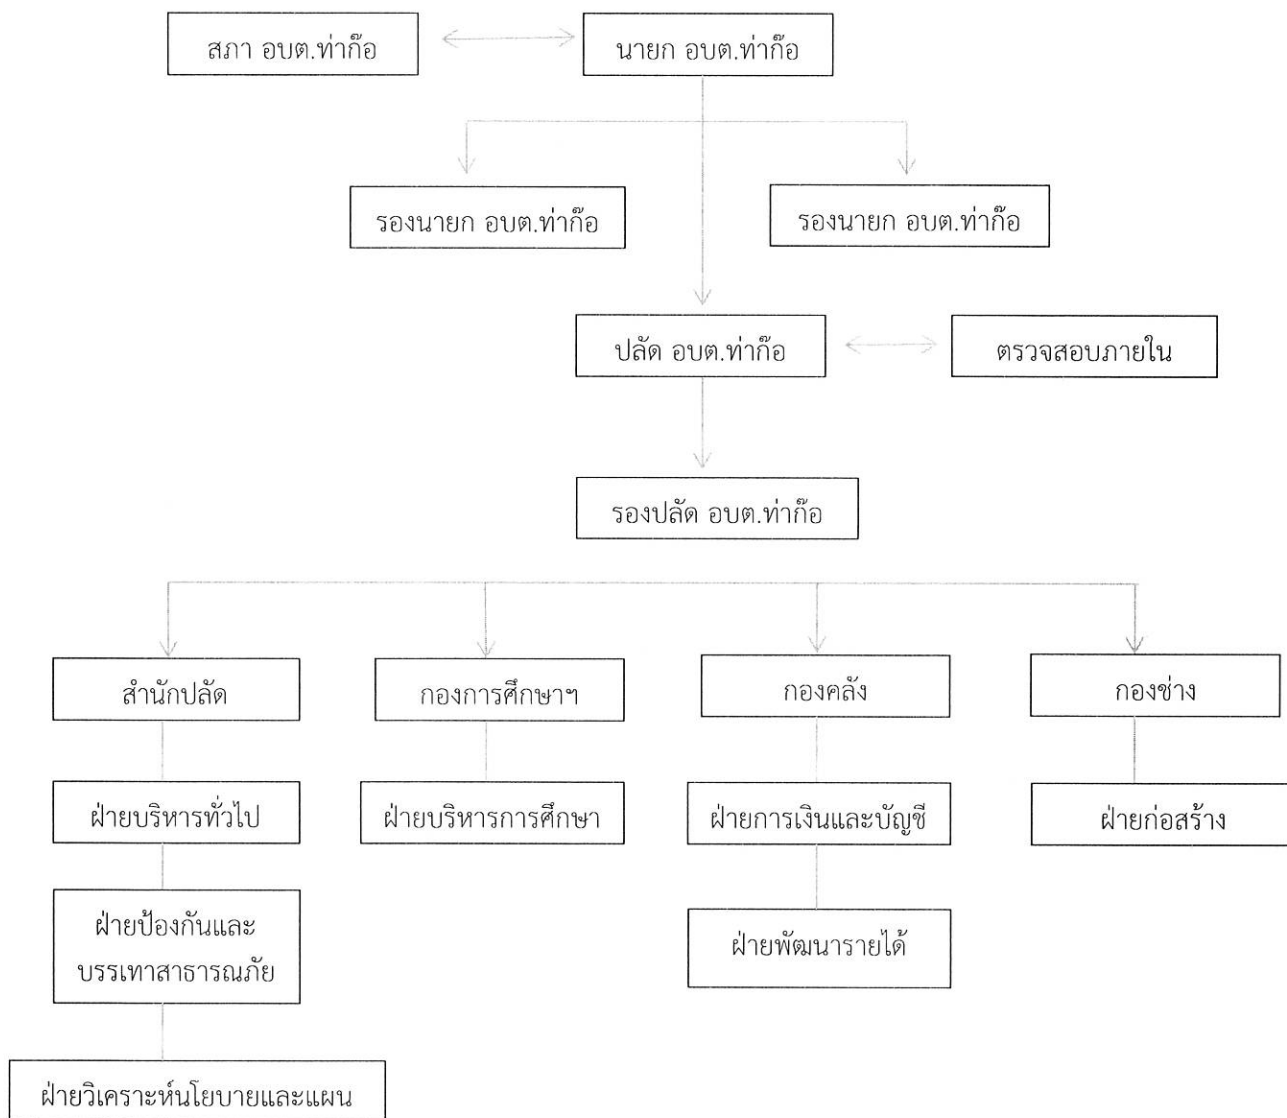 สภา อบต.ท่าก๊อ
นายก อบต.ท่าก๊อ
รองนายก อบต.ท่าก๊อ
รองนายก อบต.ท่าก๊อ
ปลัด อบต.ท่าก๊อ
ตรวจสอบภายใน
รองปลัด อบต.ท่าก๊อ
สำนักปลัด
กองการศึกษาฯ
กองคลัง
กองช่าง
ฝ่ายบริหารทั่วไป
ฝ่ายบริหารการศึกษา
ฝ่ายการเงินและบัญชี
ฝ่ายก่อสร้าง
ฝ่ายป้องกันและ
บรรเทาสาธารณภัย
ฝ่ายพัฒนารายได้
ฝ่ายวิเคราะห์นโยบายและแผน